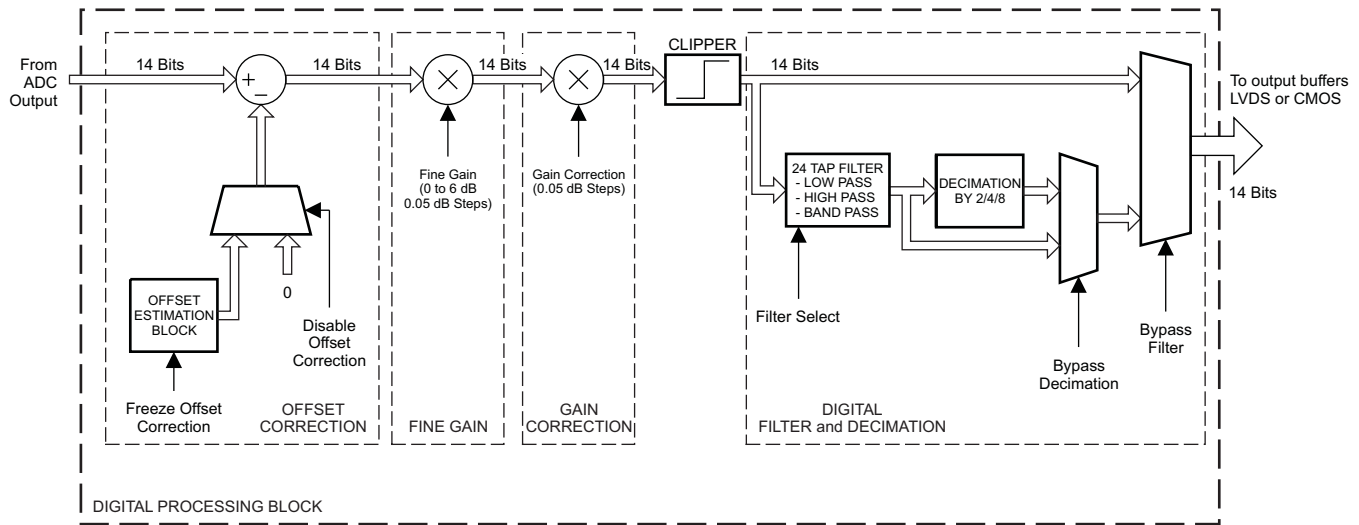 From
ADC
Output
14 Bits
+
−
14 Bits
14 Bits
14 Bits
CLIPPER
14 Bits
To output buffers
LVDS or CMOS
14 Bits
Fine Gain
(0 to 6 dB
0.05 dB Steps)
Gain Correction
(0.05 dB Steps)
24 TAP FILTER
- LOW PASS
- HIGH PASS
- BAND PASS
DECIMATION
BY 2/4/8
0
OFFSET
ESTIMATION
BLOCK
Disable
Offset
Correction
Filter Select
Bypass
Filter
Bypass
Decimation
Freeze Offset
Correction
OFFSET
CORRECTION
FINE GAIN
GAIN
CORRECTION
DIGITAL
FILTER and DECIMATION
DIGITAL PROCESSING BLOCK